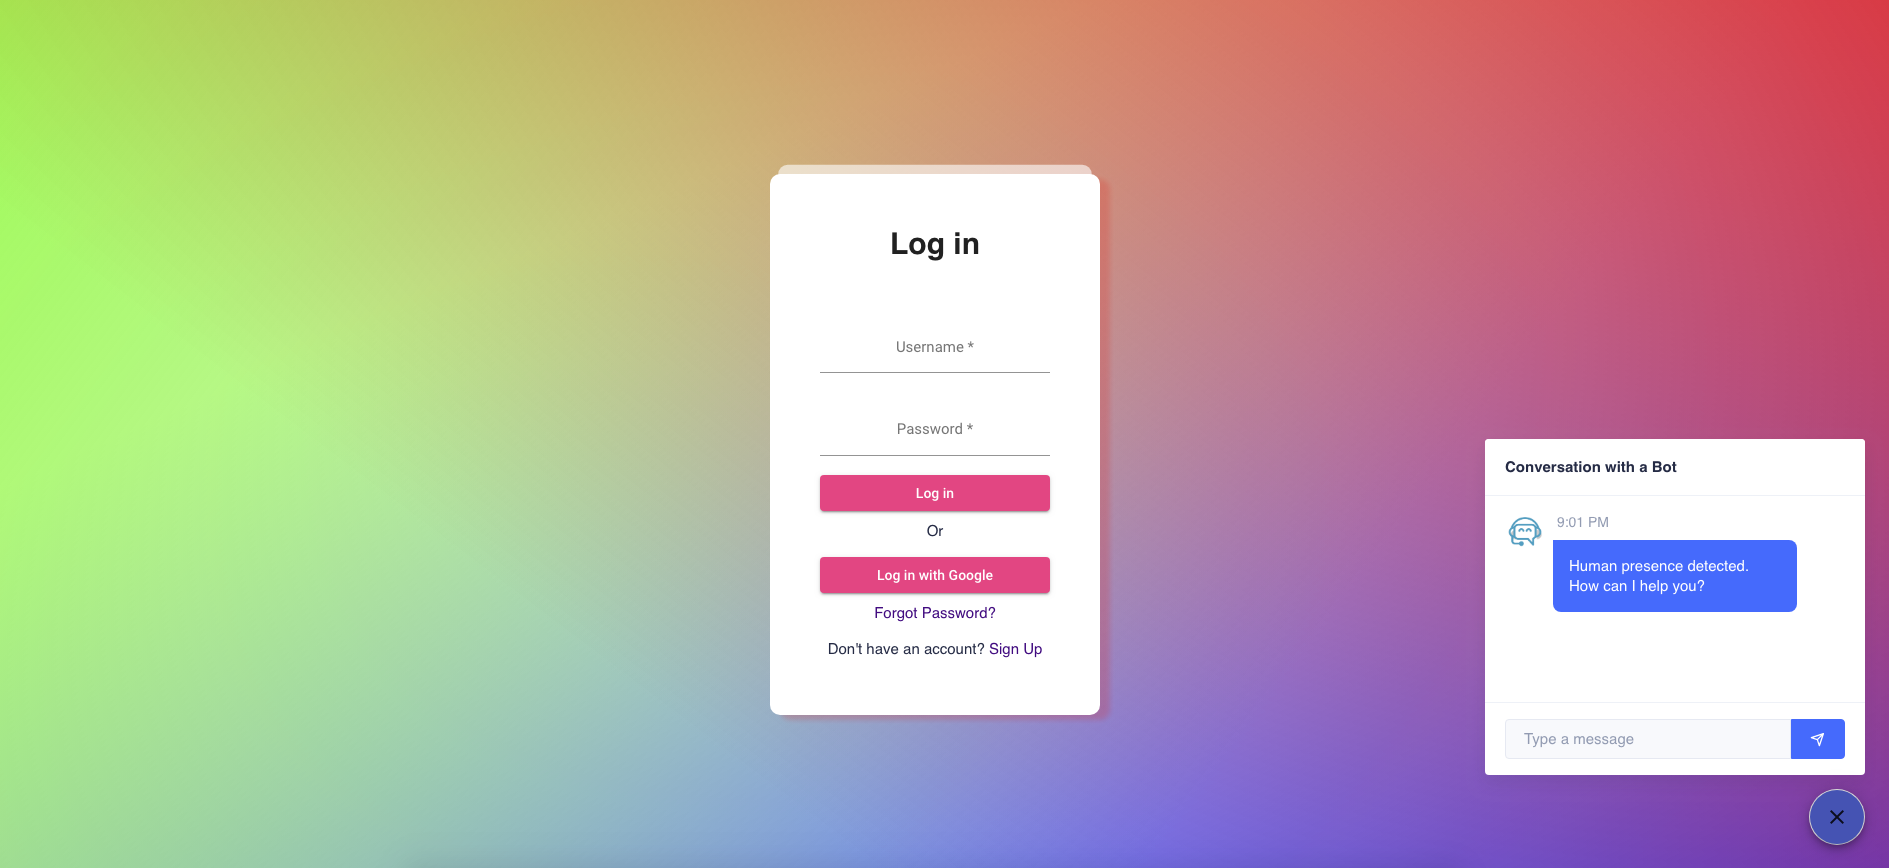 Log in
Username *
Password *
Log in
Or
Log in with Google
Forgot Password?
Don't have an account? Sign Up
Conversation with a Bot
9:01 PM
Human presence detected.
How can I help you?
Type a message